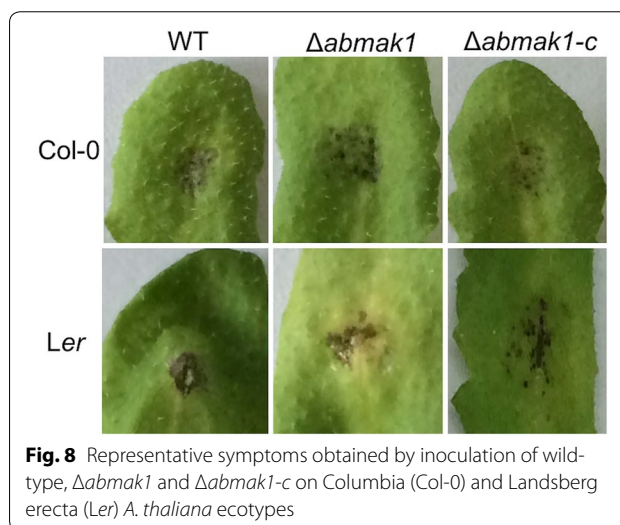 WT Δabmak1 Δabmak1-c
Col-0
Ler
Fig. 8 Representative symptoms obtained by inoculation of wild-
type, Δabmak1 and Δabmak1-c on Columbia (Col-0) and Landsberg
erecta (Ler) A. thaliana ecotypes